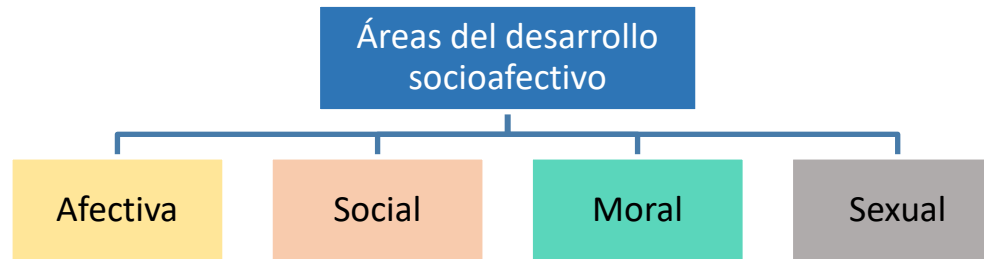 Áreas del desarrollo
socioafectivo
Afectiva
Social
Moral
Sexual